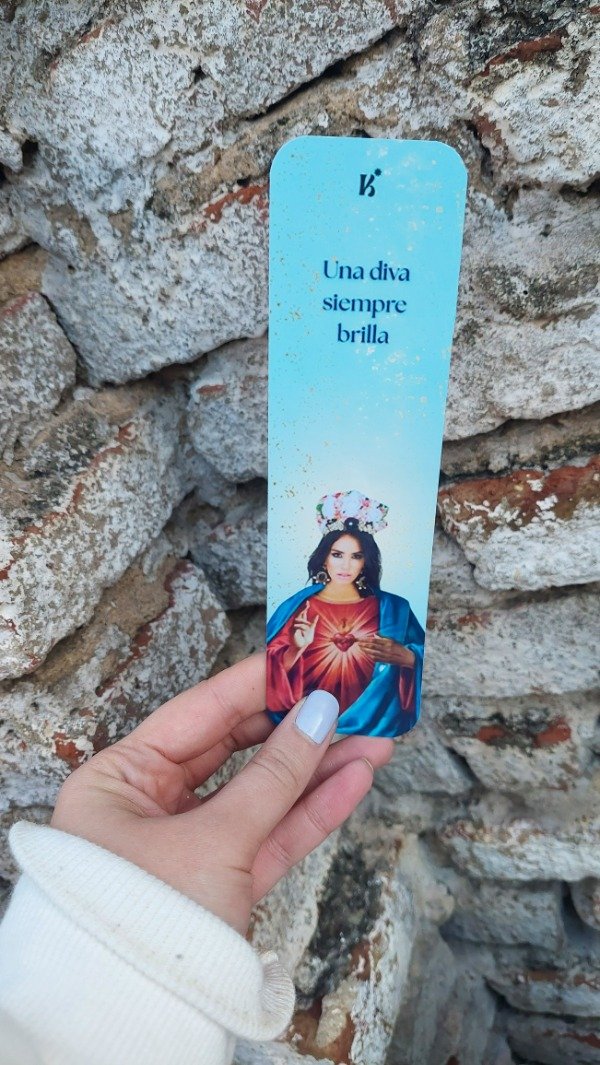 Una diva
siempre
brilla